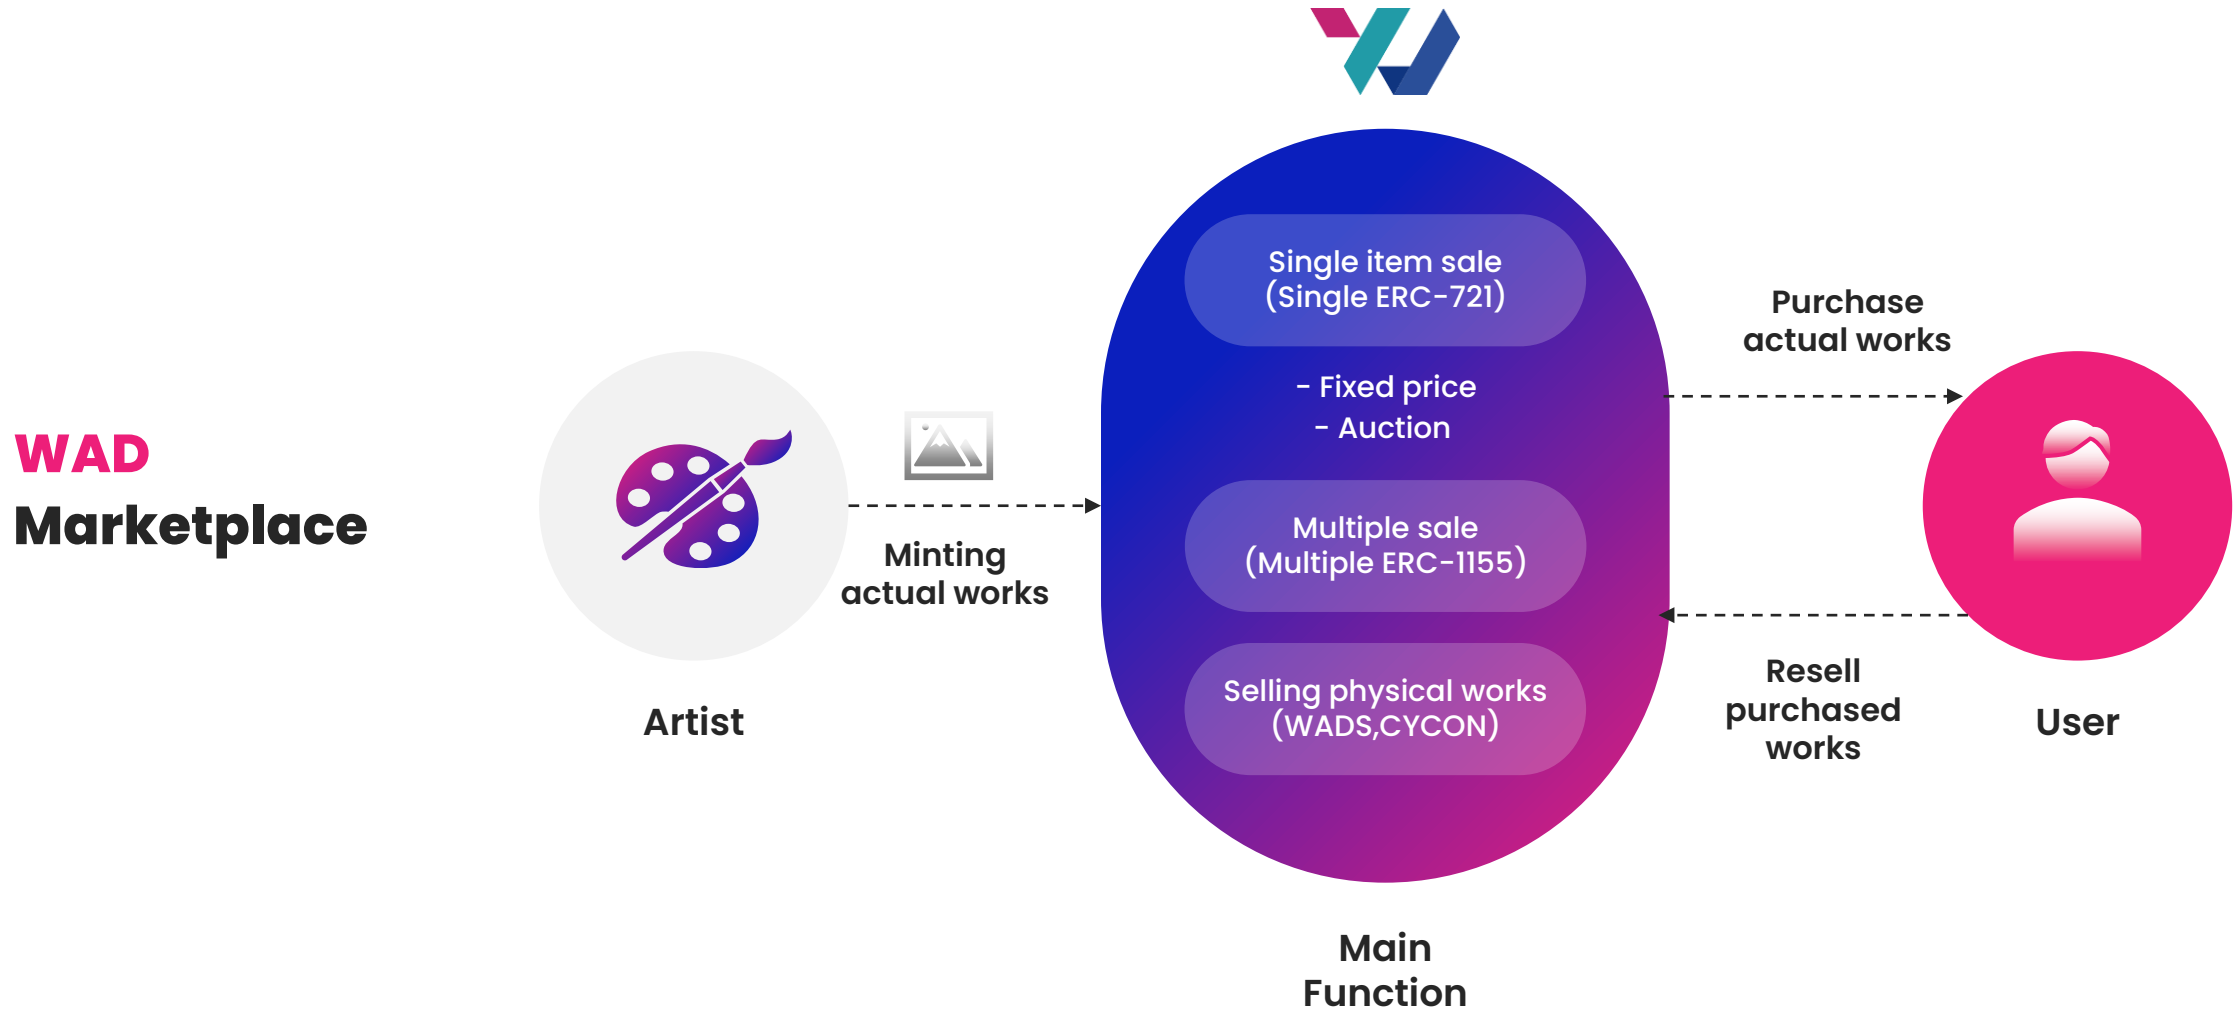 WAD
Marketplace
Artist
Minting
actual works
Single item sale
(Single ERC-721)
- Fixed price
- Auction
Multiple sale
(Multiple ERC-1155)
Selling physical works
(WADS,CYCON)
Main
Function
Purchase
actual works
Resell
purchased
works
User